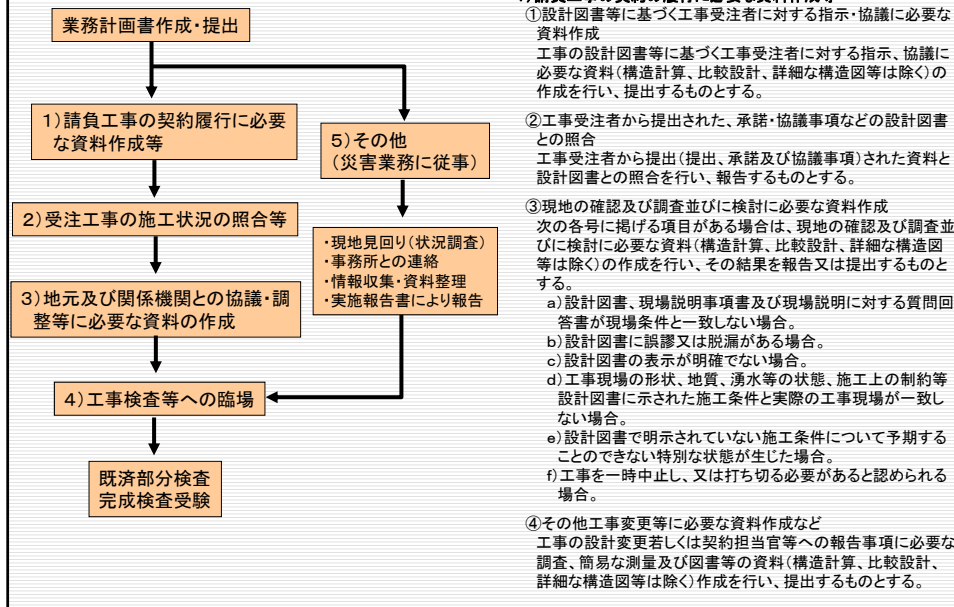 業務計画書作成・提出
1)請負工事の契約履行に必要
な資料作成等
5)その他
(災害業務に従事)
2)受注工事の施工状況の照合等
・現地見回り(状況調査)
・事務所との連絡
・情報収集・資料整理
・実施報告書により報告
3)地元及び関係機関との協議・調
整等に必要な資料の作成
4)工事検査等への臨場
既済部分検査
完成検査受験
①設計図書等に基づく工事受注者に対する指示・協議に必要な
資料作成
工事の設計図書等に基づく工事受注者に対する指示、協議に
必要な資料(構造計算、比較設計、詳細な構造図等は除く)の
作成を行い、提出するものとする。
②工事受注者から提出された、承諾・協議事項などの設計図書
との照合
工事受注者から提出(提出、承諾及び協議事項)された資料と
設計図書との照合を行い、報告するものとする。
③現地の確認及び調査並びに検討に必要な資料作成
次の各号に掲げる項目がある場合は、現地の確認及び調査並
びに検討に必要な資料(構造計算、比較設計、詳細な構造図
等は除く)の作成を行い、その結果を報告又は提出するものと
する。
a)設計図書、現場説明事項書及び現場説明に対する質問回
答書が現場条件と一致しない場合。
b)設計図書に誤謬又は脱漏がある場合。
c)設計図書の表示が明確でない場合。
d)工事現場の形状、地質、湧水等の状態、施工上の制約等
設計図書に示された施工条件と実際の工事現場が一致し
ない場合。
e)設計図書で明示されていない施工条件について予期する
ことのできない特別な状態が生じた場合。
f)工事を一時中止し、又は打ち切る必要があると認められる
場合。
④その他工事変更等に必要な資料作成など
工事の設計変更若しくは契約担当官等への報告事項に必要な
調査、簡易な測量及び図書等の資料(構造計算、比較設計、
詳細な構造図等は除く)作成を行い、提出するものとする。